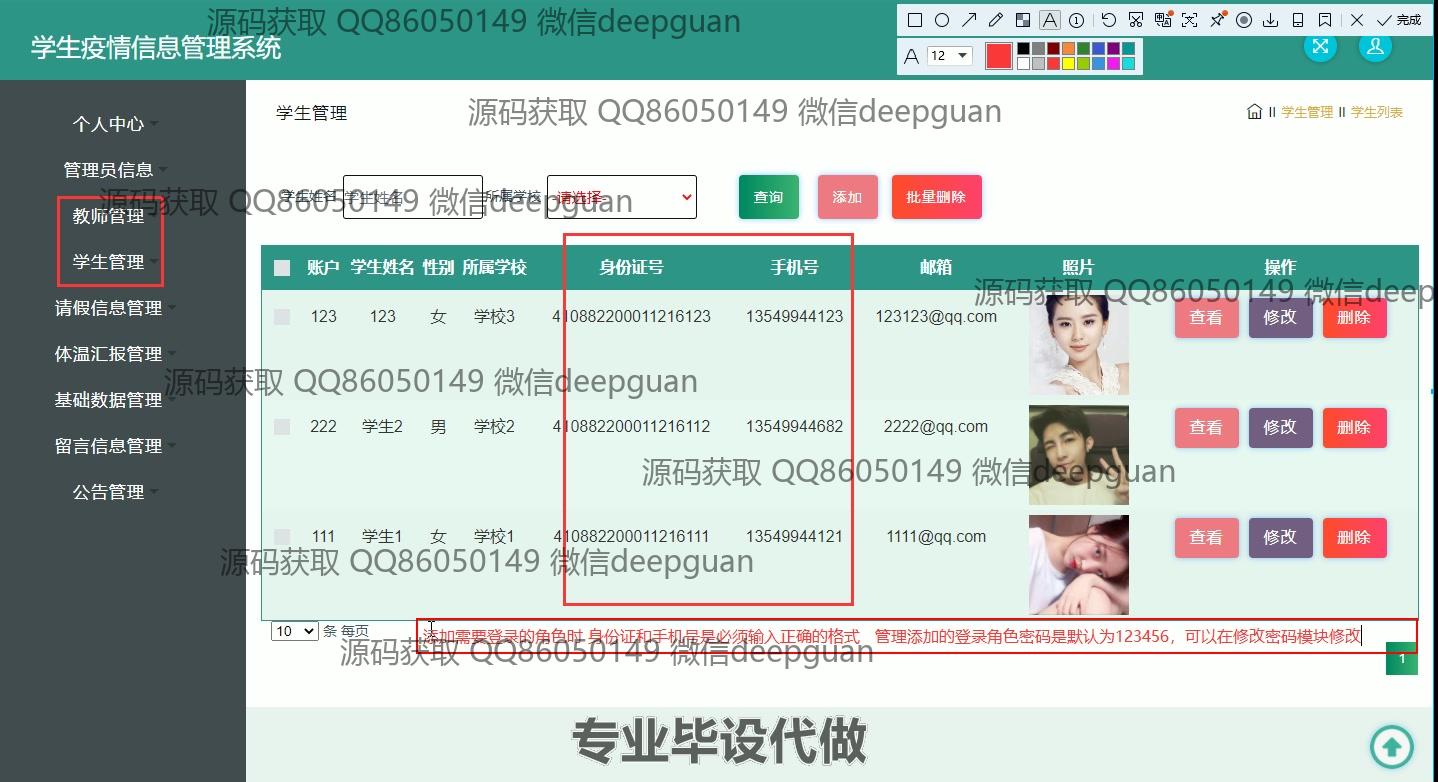 源码获取 QQ86050149 微信deepguan
完成
学生疫情信息管理系统
A 12
个人中心
管理员信息
教师管理
学生管理
请假信息管理
体温汇报管理
基础数据管理
留言信息管理
公告管理
学生管理
源码获取 QQ86050149 微信deepguan
II 学生管理 II 学生列表
学生姓名 学生姓名 所属学校 请选择- 查询 添加 批量删除
源码获取 QQ86050149 微信deepguan
账户 学生姓名 性别 所属学校 身份证号 手机号 邮箱 照片 操作
源码获取 QQ86050149 微信deep
123 123 女 学校3 410882200011216123 13549944123 123123@qq.com 查看 修改 删除
源码获取 QQ86050149 微信deepguan
222 学生2 男 学校2 410882200011216112 13549944682 2222@qq.com 查看 修改 删除
源码获取 QQ86050149 微信deepguan
111 学生1 女 学校1 410882200011216111 13549944121 1111@qq.com 查看 修改 删除
源码获取 QQ86050149 微信deepguan
10 条 每页
添加需要登录的角色时 身份证和手机号是必须输入正确的格式 管理添加的登录角色密码是默认为123456，可以在修改密码模块修改
源码获取 QQ86050149 微信deepguan
1
专业毕设代做